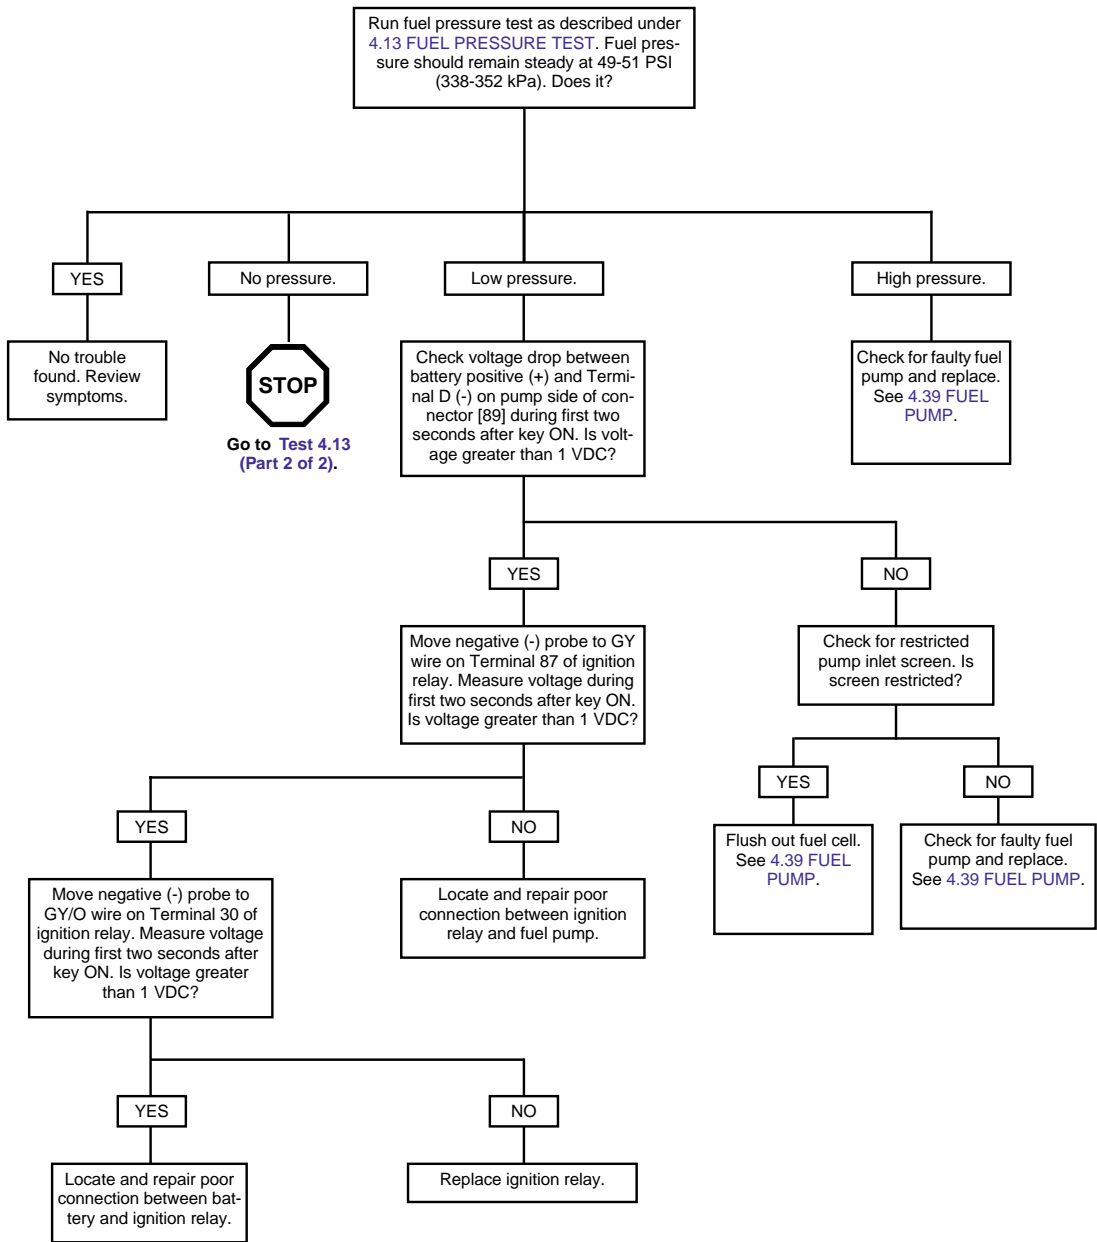 Run fuel pressure test as described under
4.13 FUEL PRESSURE TEST. Fuel pres-
sure should remain steady at 49-51 PSI
(338-352 kPa). Does it?
YES
No pressure.
Low pressure.
High pressure.
No trouble
found. Review
symptoms.
STOP
Go to Test 4.13
(Part 2 of 2).
Check voltage drop between
battery positive (+) and Termi-
nal D (-) on pump side of con-
nector [89] during first two
seconds after key ON. Is volt-
age greater than 1 VDC?
Check for faulty fuel
pump and replace.
See 4.39 FUEL
PUMP.
YES
NO
Move negative (-) probe to GY
wire on Terminal 87 of ignition
relay. Measure voltage during
first two seconds after key ON.
Is voltage greater than 1 VDC?
Check for restricted
pump inlet screen. Is
screen restricted?
YES
NO
YES
NO
Flush out fuel cell.
See 4.39 FUEL
PUMP.
Check for faulty fuel
pump and replace.
See 4.39 FUEL PUMP.
Move negative (-) probe to
GY/O wire on Terminal 30 of
ignition relay. Measure voltage
during first two seconds after
key ON. Is voltage greater
than 1 VDC?
Locate and repair poor
connection between ignition
relay and fuel pump.
YES
NO
Locate and repair poor
connection between bat-
tery and ignition relay.
Replace ignition relay.